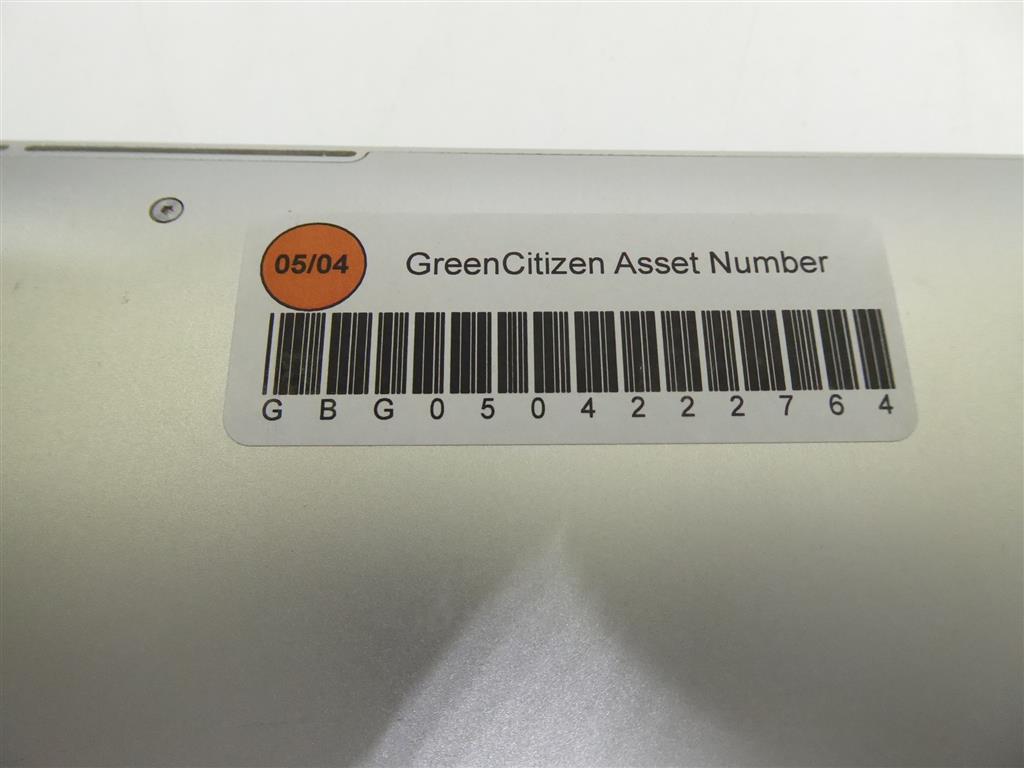 05/04 GreenCitizen Asset Number
G B G 0 5 0 4 2 2 2 7 6 4